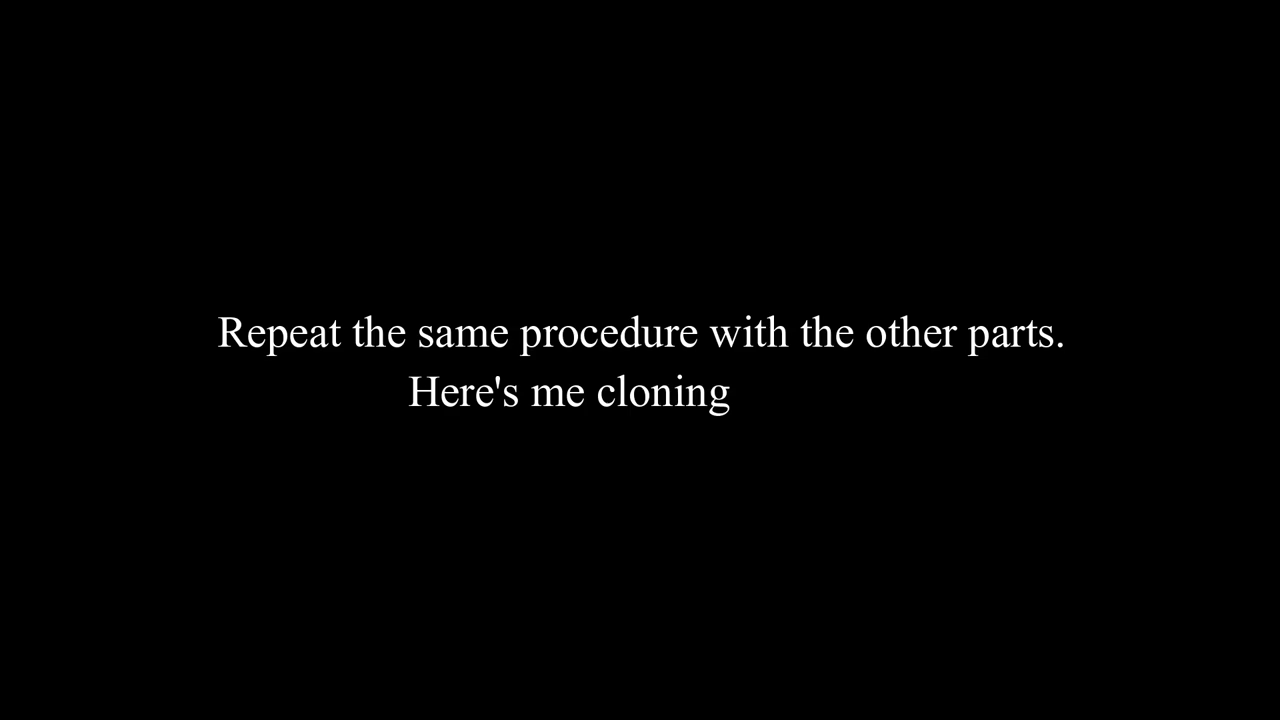 Repeat the same procedure with the other parts.
Here's me cloning